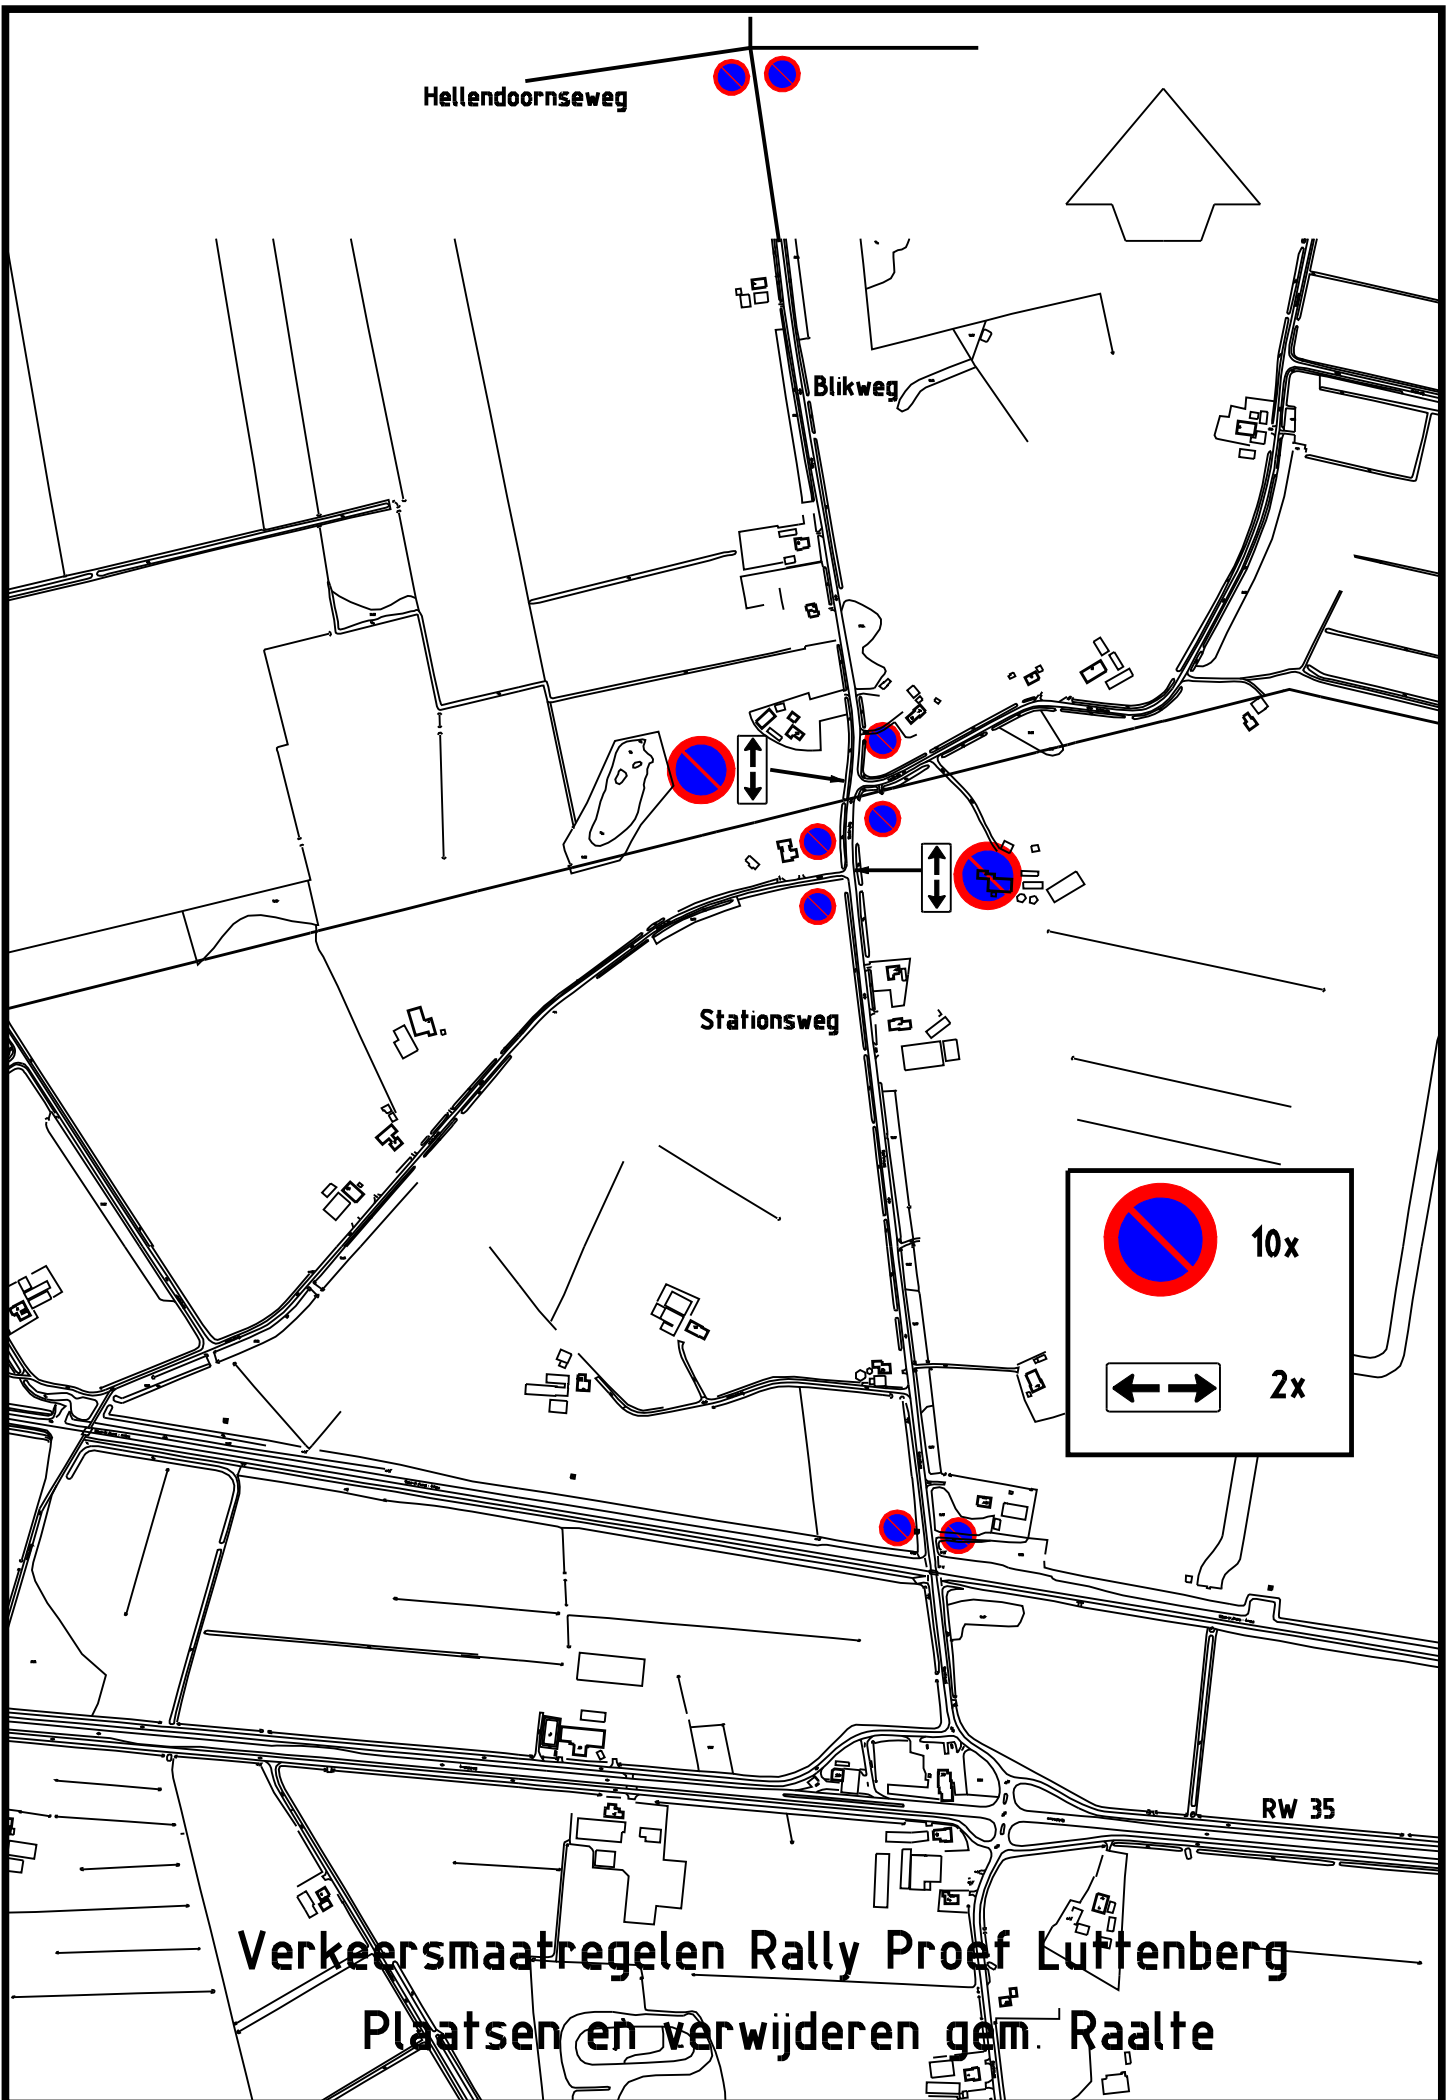 Hellendoornseweg
Blikweg
Stationsweg
10x
2x
RW 35
Verkeersmaatregelen Rally Proef Luttenberg
Plaatsen en verwijderen gem. Raalte